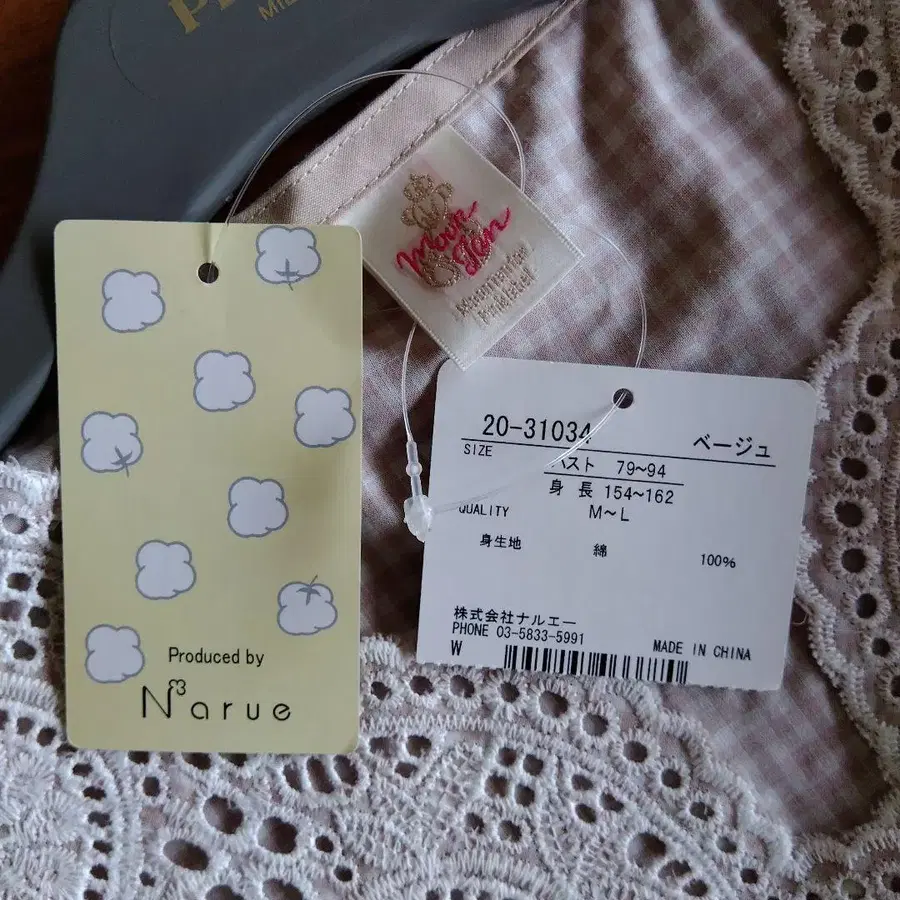 Moon
Produced by
Narue
20-31034
ベージュ
SIZE
バスト 79~94
身 長 154~162
QUALITY M~L
身生地 綿 100%
株式会社ナルエー
PHONE 03-5833-5991
W MADE IN CHINA